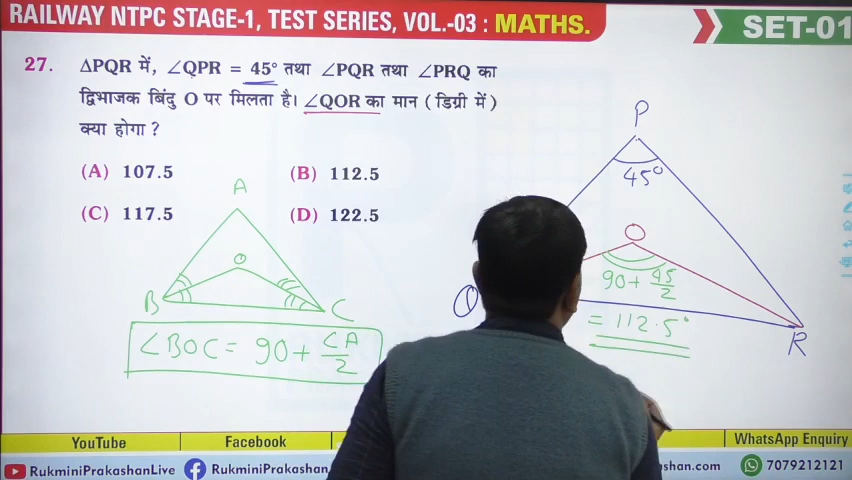 RAILWAY NTPC STAGE-1, TEST SERIES, VOL.-03 : MATHS.
SET-01
27. ΔPQR में, ∠QPR = 45° तथा ∠PQR तथा ∠PRQ का
द्विभाजक बिंदु O पर मिलता है। ∠QOR का मान (डिग्री में)
क्या होगा ?
(A) 107.5 (B) 112.5
(C) 117.5 (D) 122.5
A
O
B
C
∠BOC = 90 + ∠A/2
P
45°
O
90 + 45/2
= 112.5°
Q
R
YouTube Facebook WhatsApp Enquiry
RukminiPrakashanLive RukminiPrakashan 7079212121